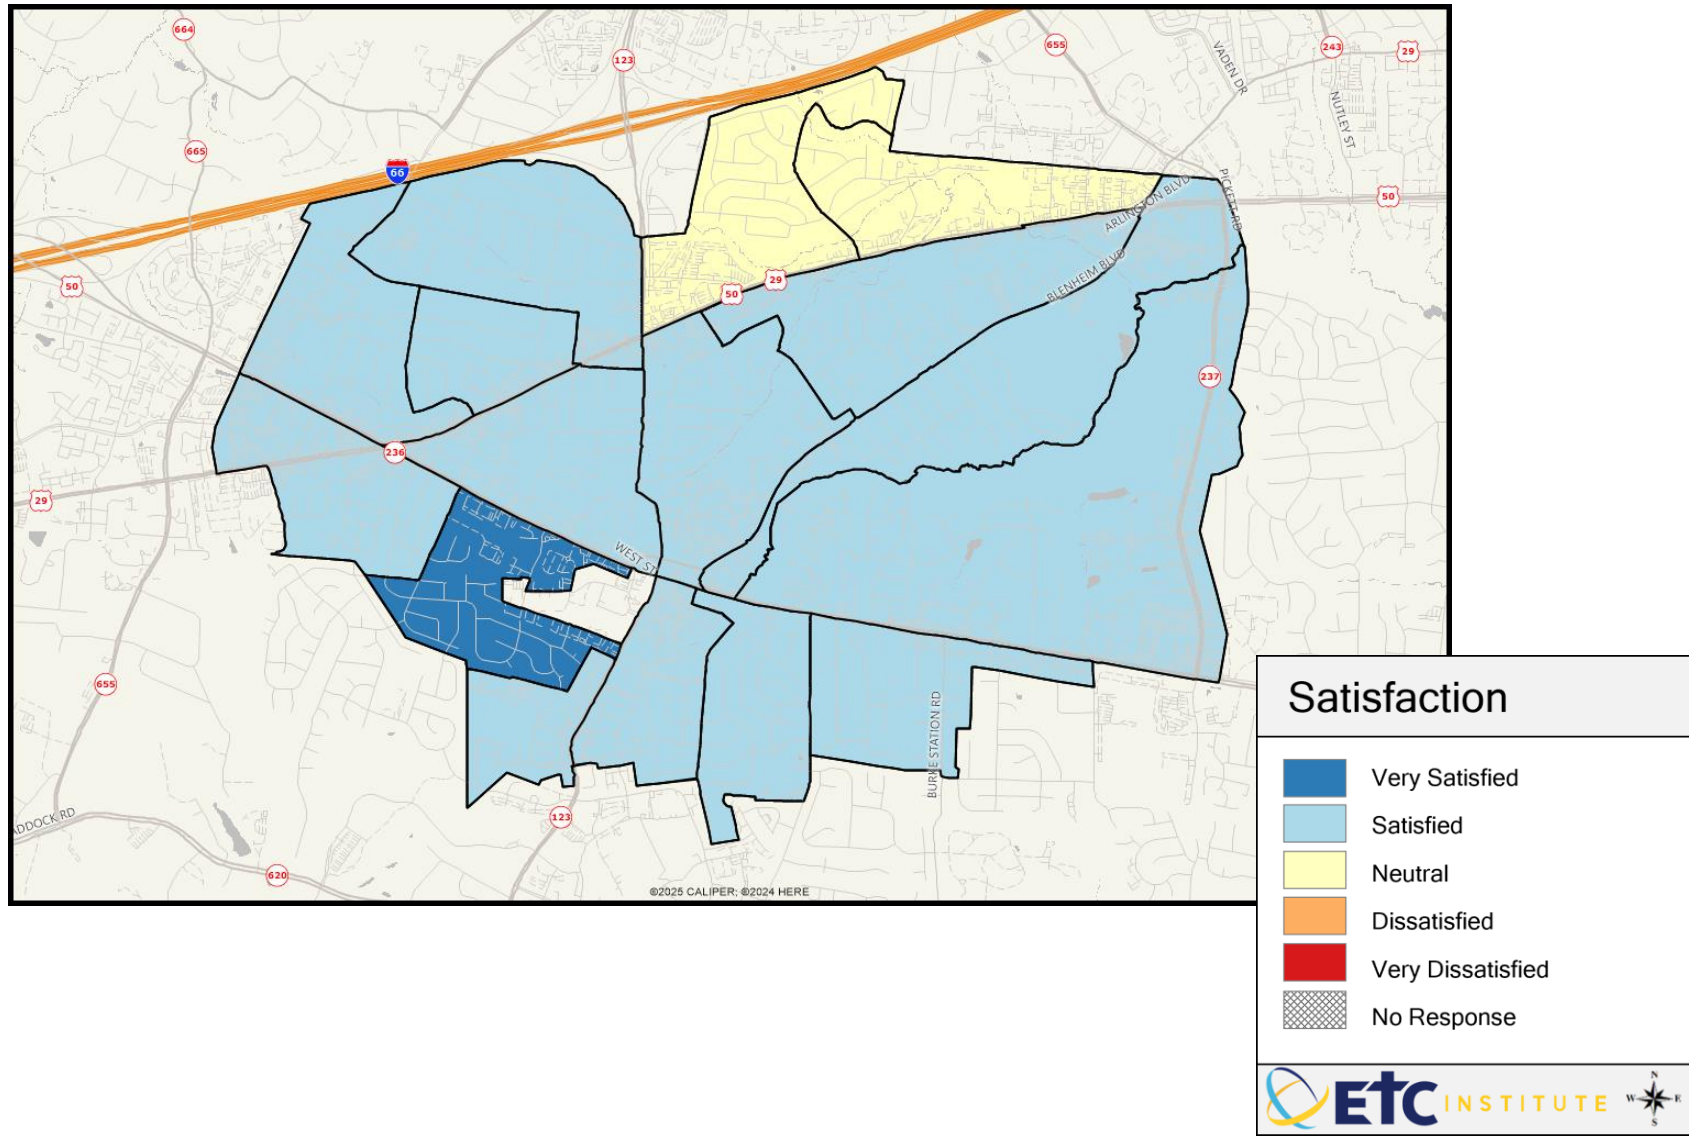 664
123
655
VADEN DR
243
29
NUTLEY ST
665
66
PICKETT RD
50
ARLINGTON BLVD
50
29
50
BLENHEIM BLVD
237
236
29
WEST ST
655
BURKE STATION RD
123
ADDOCK RD
620
©2025 CALIPER; ©2024 HERE
Satisfaction
Very Satisfied
Satisfied
Neutral
Dissatisfied
Very Dissatisfied
No Response
ETC INSTITUTE
N
W E
S